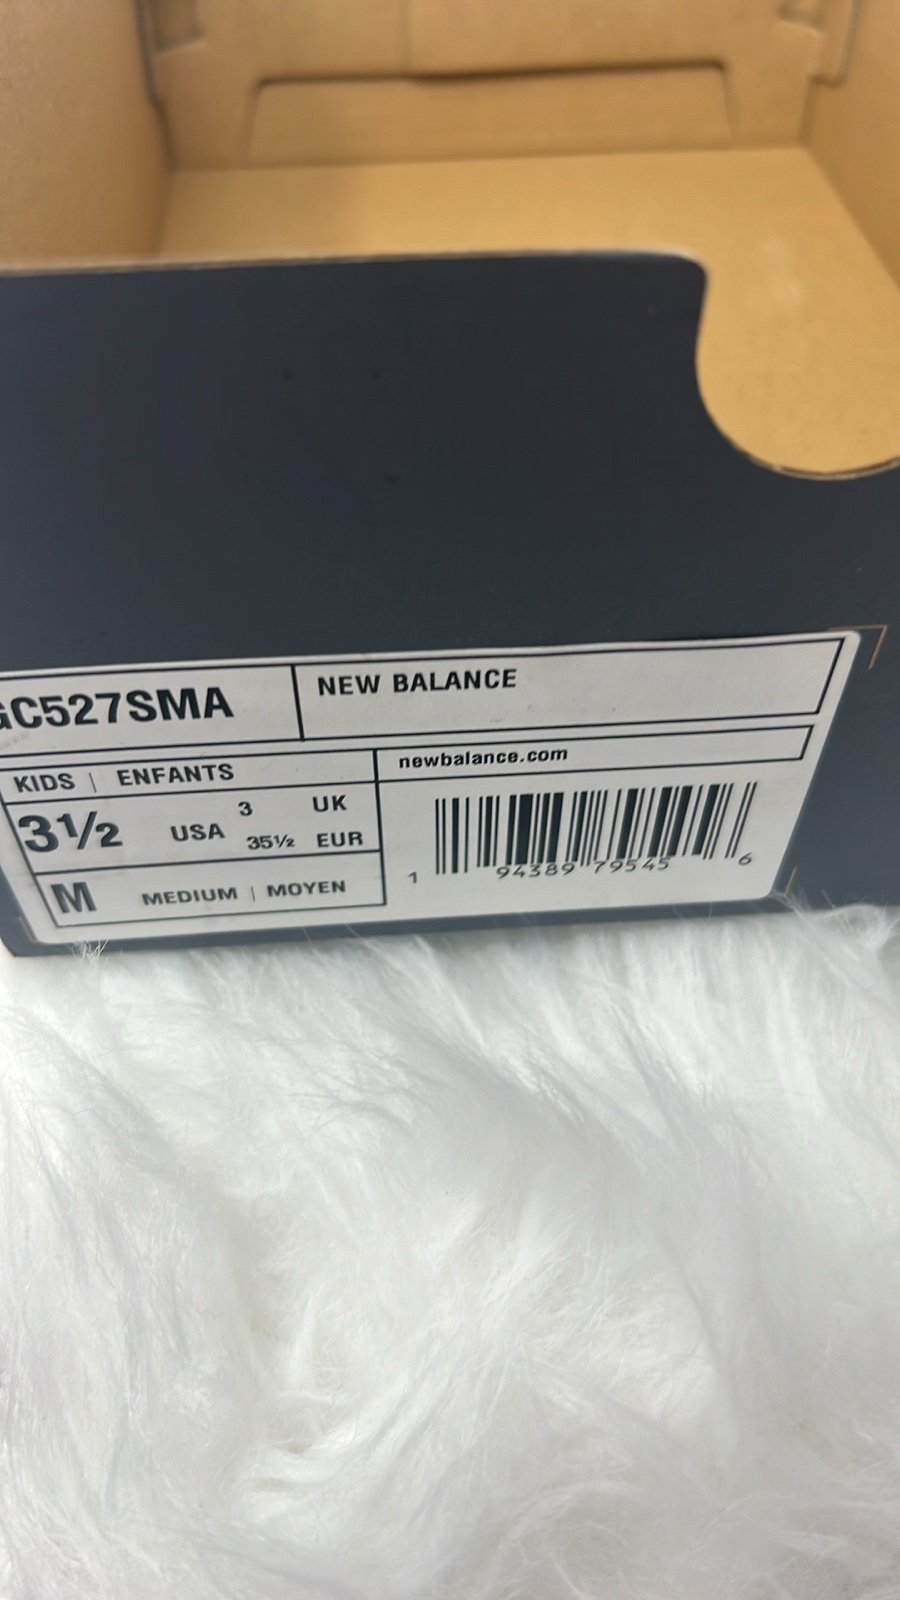 GC527SMA
NEW BALANCE
KIDS | ENFANTS
newbalance.com
3½ USA 3 UK
35½ EUR
M MEDIUM | MOYEN
1 94389 79545 6